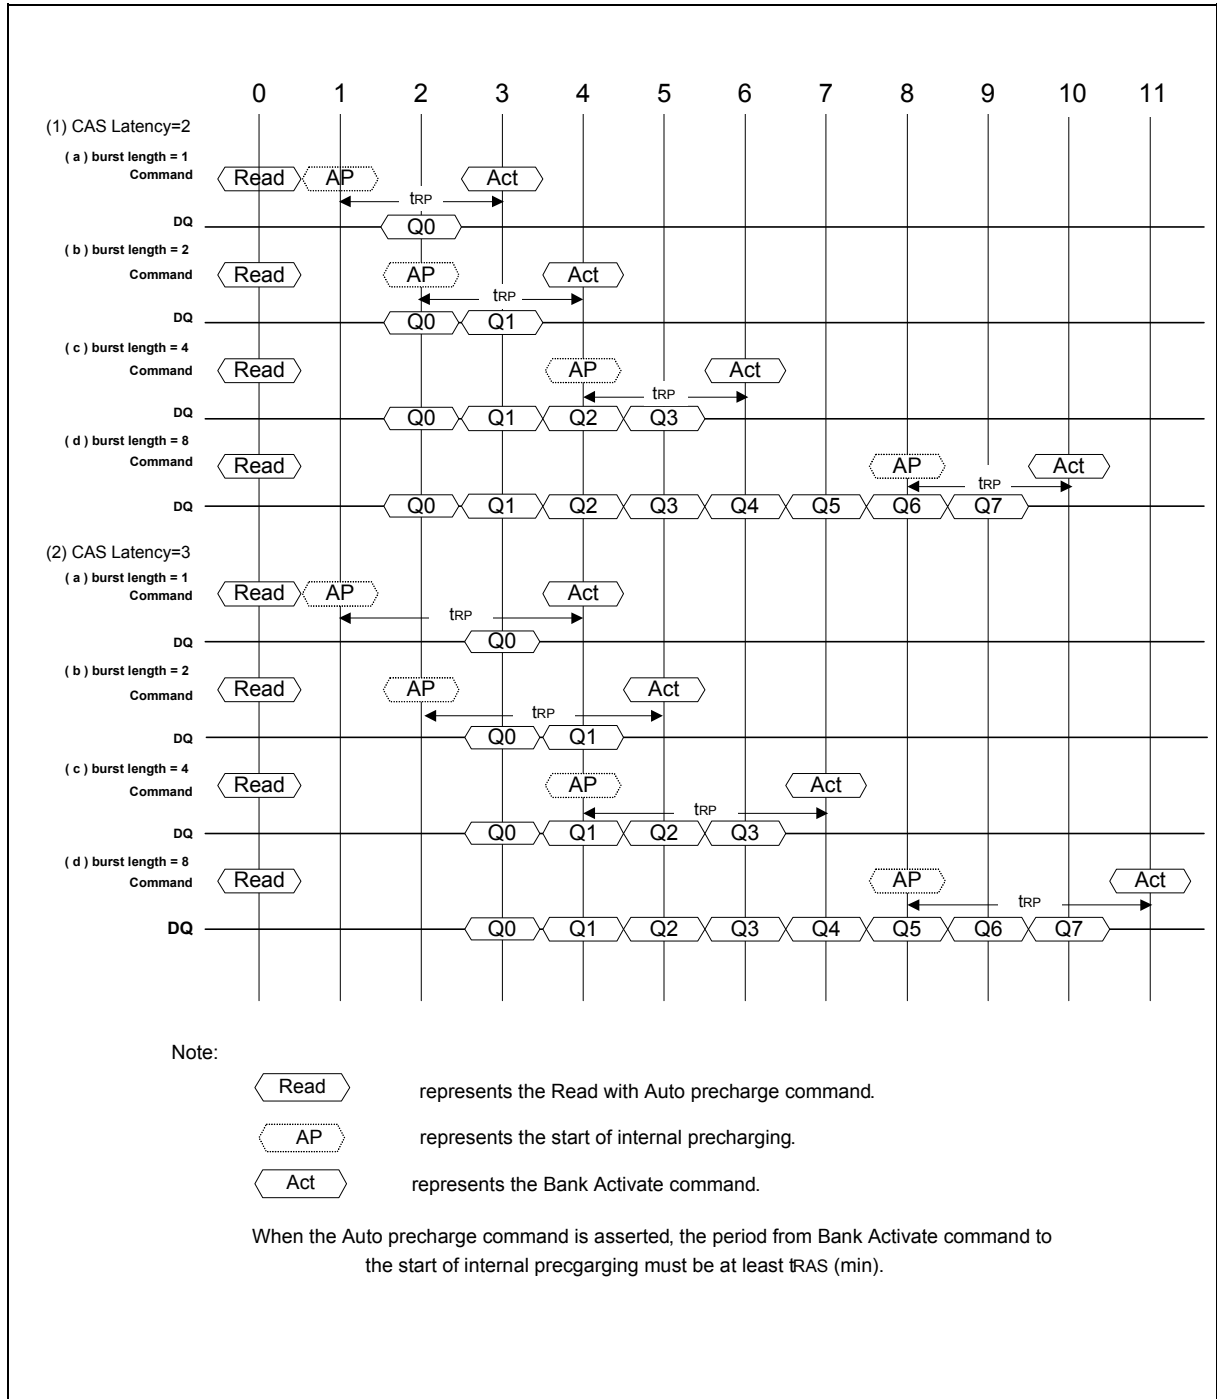 0 1 2 3 4 5 6 7 8 9 10 11
(1) CAS Latency=2
( a ) burst length = 1
Command Read AP Act
tRP
DQ Q0
( b ) burst length = 2
Command Read AP Act
tRP
DQ Q0 Q1
( c ) burst length = 4
Command Read AP Act
tRP
DQ Q0 Q1 Q2 Q3
( d ) burst length = 8
Command Read AP Act
tRP
DQ Q0 Q1 Q2 Q3 Q4 Q5 Q6 Q7
(2) CAS Latency=3
( a ) burst length = 1
Command Read AP Act
tRP
DQ Q0
( b ) burst length = 2
Command Read AP Act
tRP
DQ Q0 Q1
( c ) burst length = 4
Command Read AP Act
tRP
DQ Q0 Q1 Q2 Q3
( d ) burst length = 8
Command Read AP Act
tRP
DQ Q0 Q1 Q2 Q3 Q4 Q5 Q6 Q7
Note:
Read represents the Read with Auto precharge command.
AP represents the start of internal precharging.
Act represents the Bank Activate command.
When the Auto precharge command is asserted, the period from Bank Activate command to
the start of internal precgarging must be at least tRAS (min).